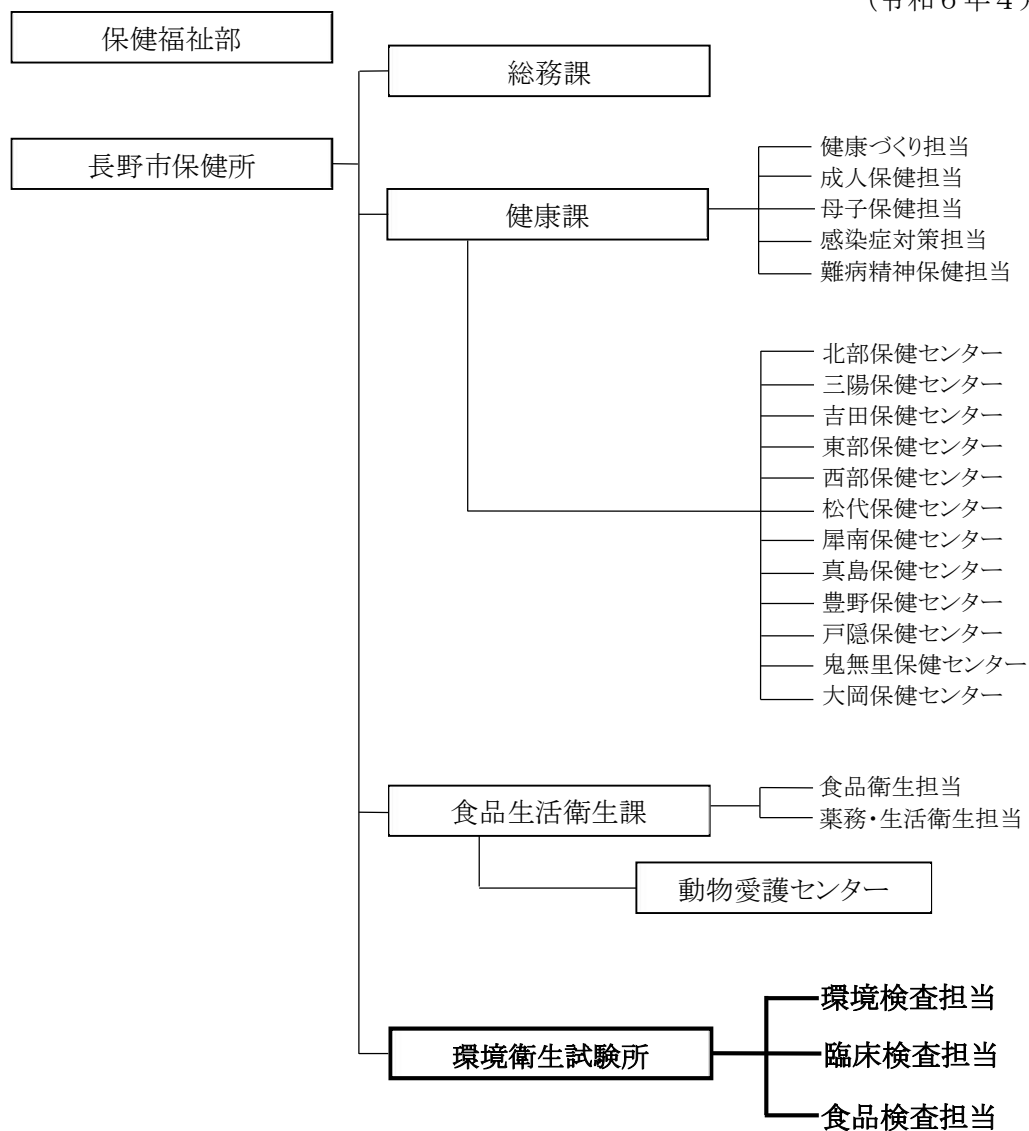 (令和6年4)
保健福祉部
総務課
長野市保健所
健康づくり担当
成人保健担当
母子保健担当
感染症対策担当
難病精神保健担当
健康課
北部保健センター
三陽保健センター
吉田保健センター
東部保健センター
西部保健センター
松代保健センター
犀南保健センター
真島保健センター
豊野保健センター
戸隠保健センター
鬼無里保健センター
大岡保健センター
食品生活衛生課
食品衛生担当
薬務・生活衛生担当
動物愛護センター
環境衛生試験所
環境検査担当
臨床検査担当
食品検査担当